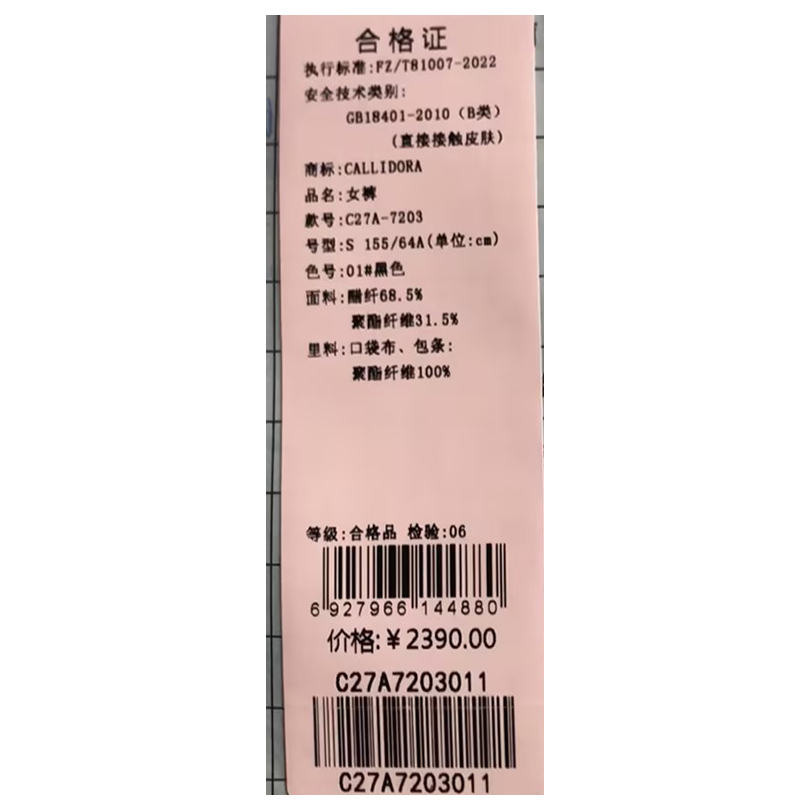 合格证
执行标准:FZ/T81007-2022
安全技术类别:
GB18401-2010（B类）
（直接接触皮肤）
商标:CALLIDORA
品名:女裤
款号:C27A-7203
号型:S 155/64A(单位:cm)
色号:01#黑色
面料:醋纤68.5%
聚酯纤维31.5%
里料:口袋布、包条:
聚酯纤维100%
等级:合格品 检验:06
6 927966 144880
价格:¥2390.00
C27A7203011
C27A7203011